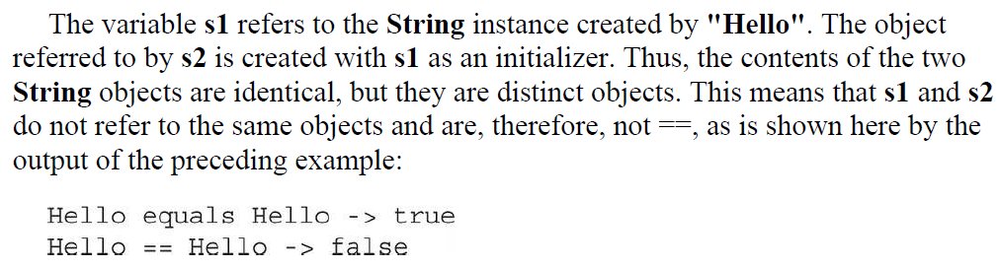 The variable s1 refers to the String instance created by "Hello". The object
referred to by s2 is created with s1 as an initializer. Thus, the contents of the two
String objects are identical, but they are distinct objects. This means that s1 and s2
do not refer to the same objects and are, therefore, not ==, as is shown here by the
output of the preceding example:
Hello equals Hello -> true
Hello == Hello -> false